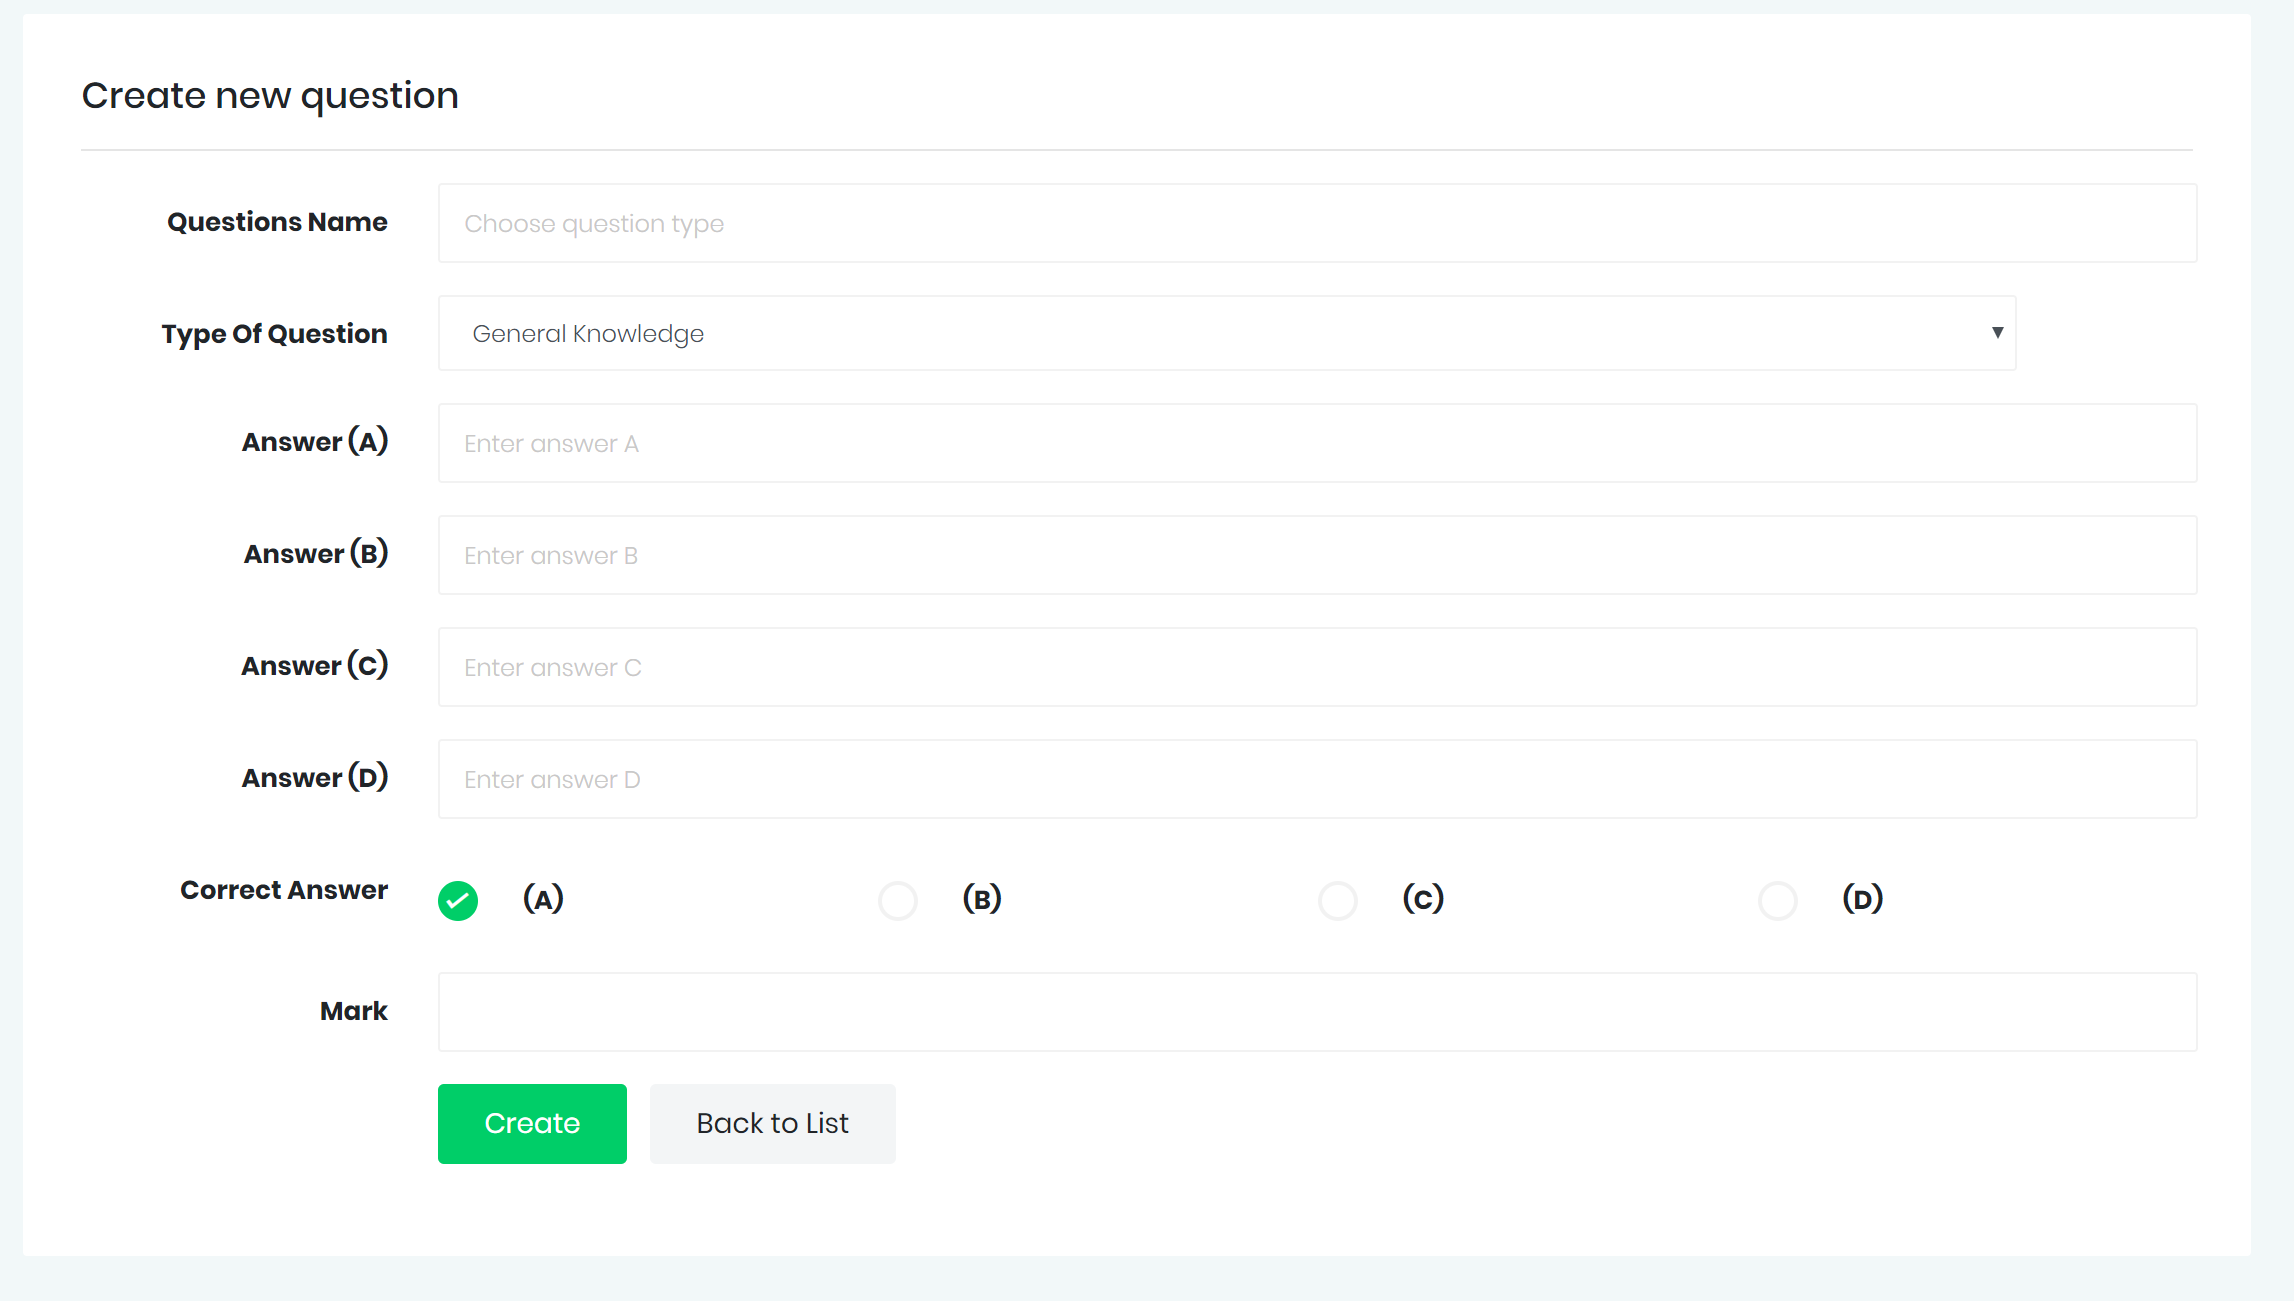 Create new question
Questions Name Choose question type
Type Of Question General Knowledge
Answer (A) Enter answer A
Answer (B) Enter answer B
Answer (C) Enter answer C
Answer (D) Enter answer D
Correct Answer (A) (B) (C) (D)
Mark
Create Back to List